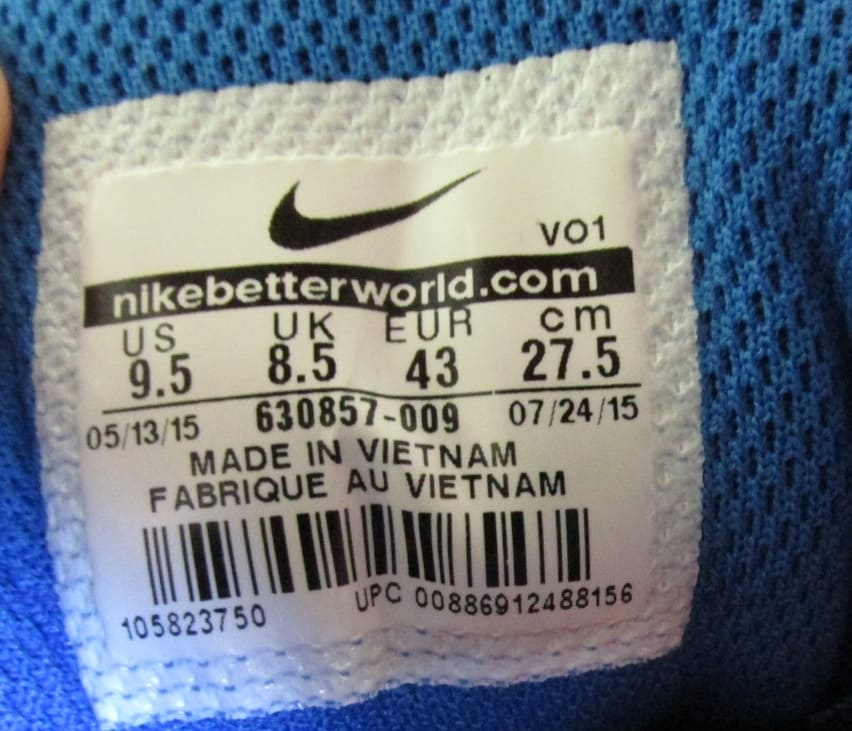 VO1
nikebetterworld.com
US UK EUR cm
9.5 8.5 43 27.5
05/13/15 630857-009 07/24/15
MADE IN VIETNAM
FABRIQUE AU VIETNAM
105823750 UPC 00886912488156